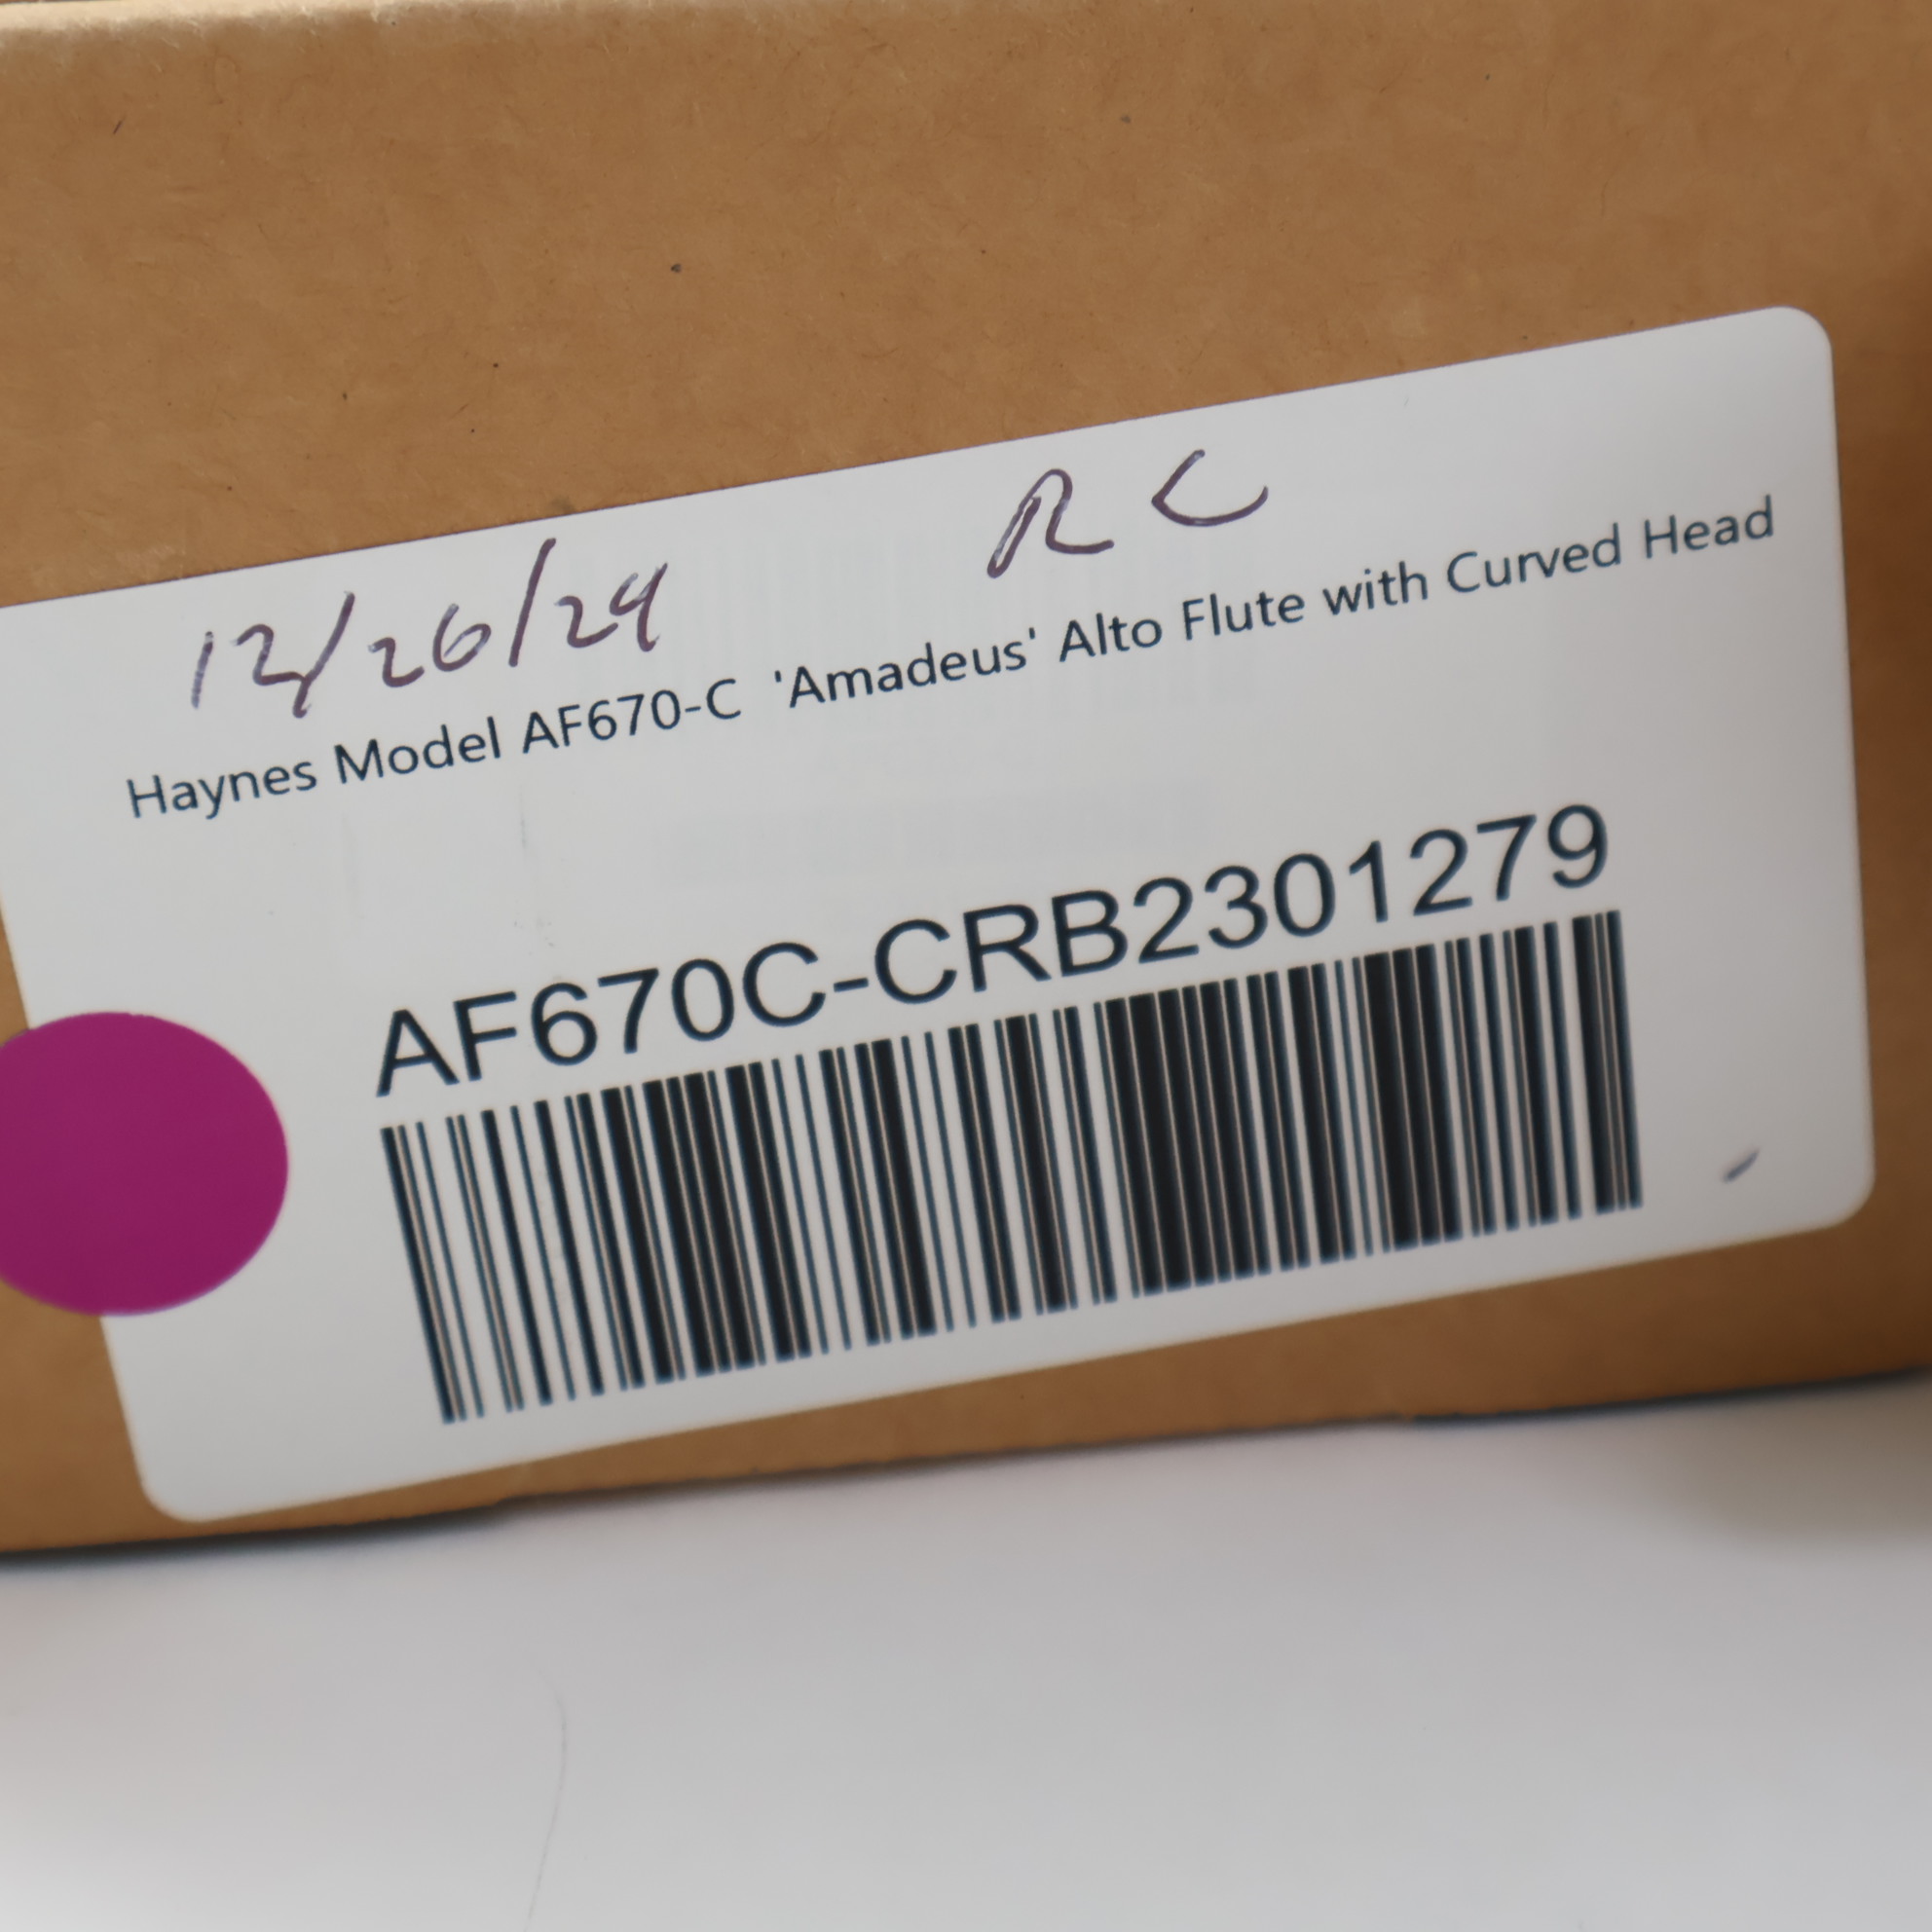 12/26/24 RC
Haynes Model AF670-C 'Amadeus' Alto Flute with Curved Head
AF670C-CRB2301279